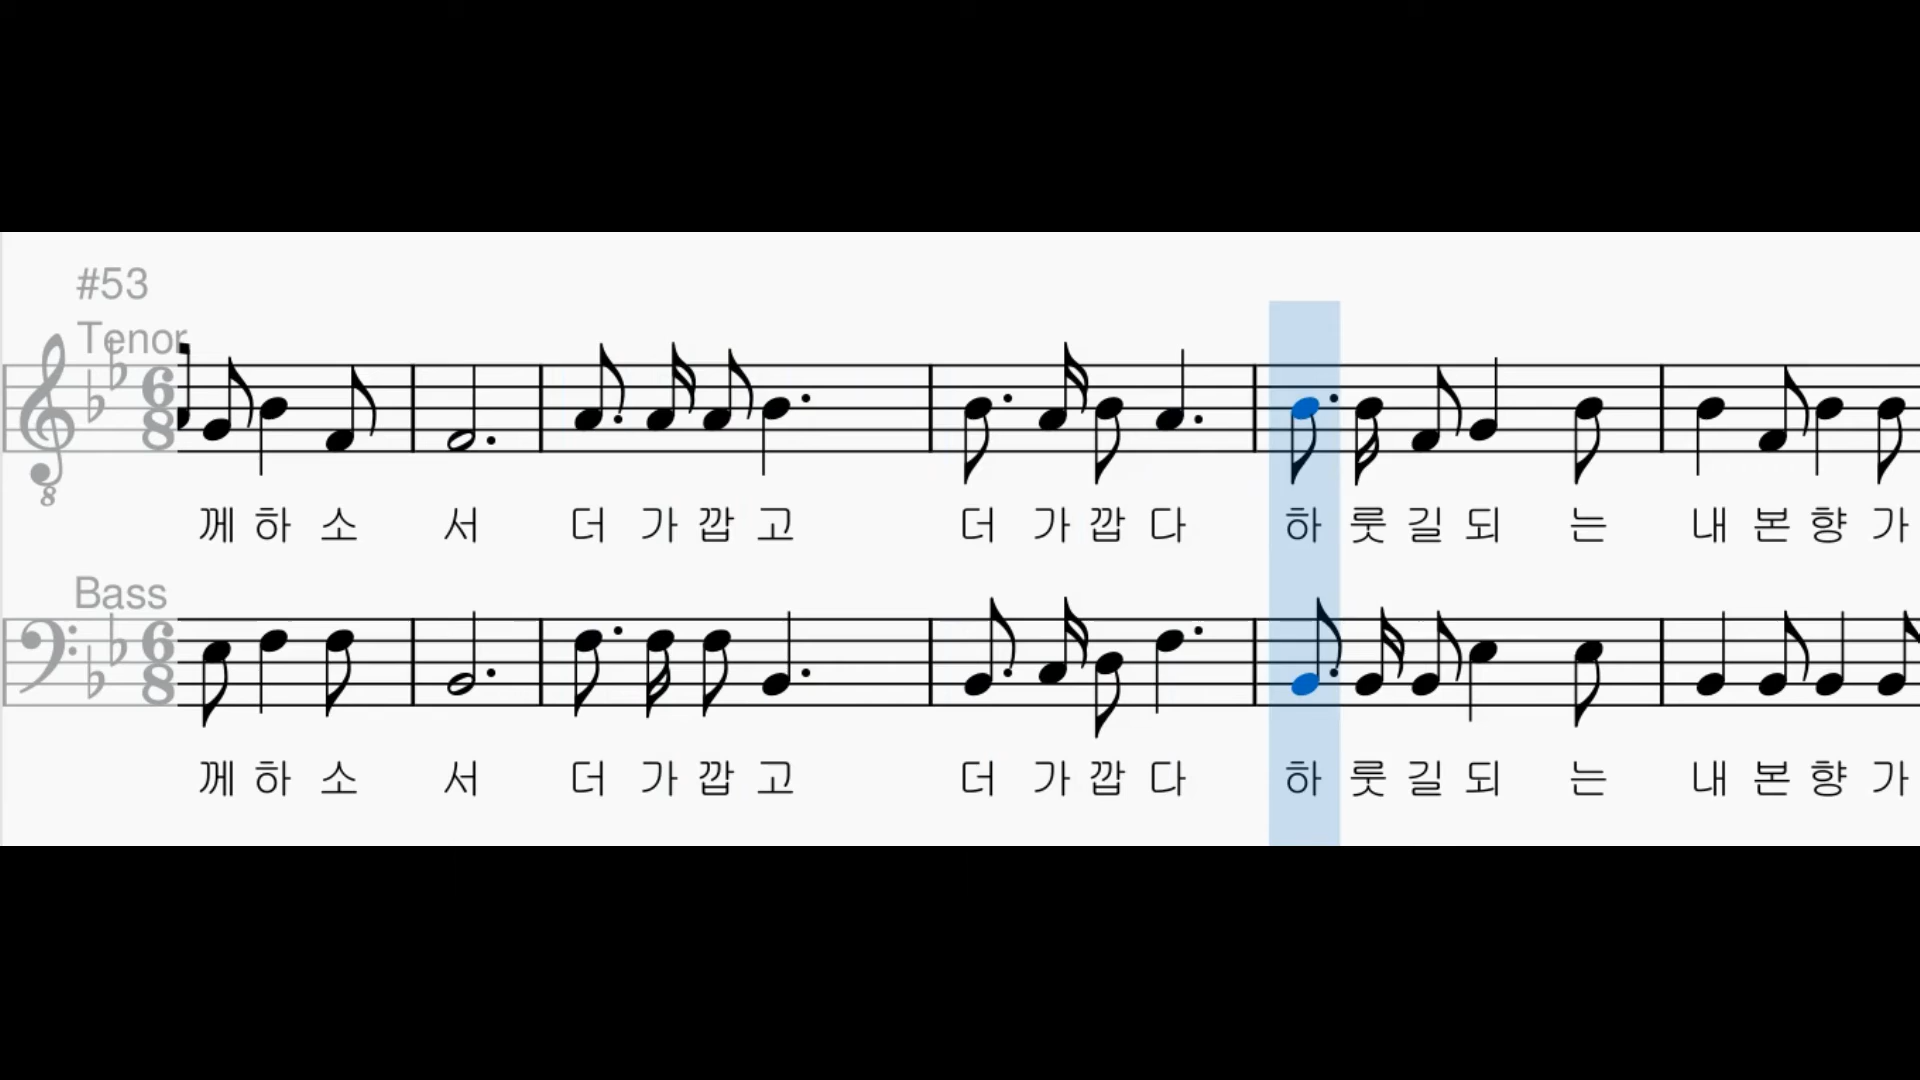 #53
Tenor
께 하 소 서 더 가 깝 고 더 가 깝 다 하 룻 길 되 는 내 본 향 가
Bass
께 하 소 서 더 가 깝 고 더 가 깝 다 하 룻 길 되 는 내 본 향 가